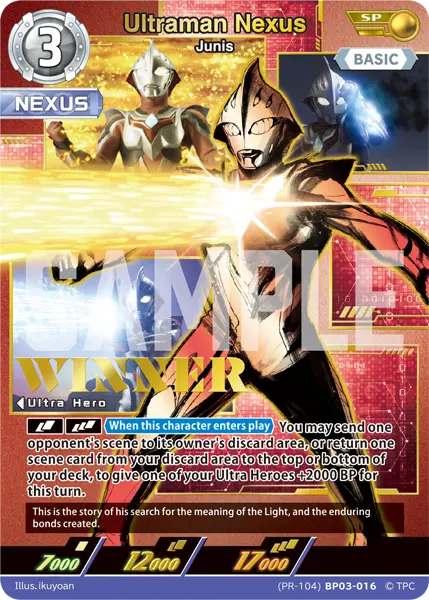 Ultraman Nexus
Junis
SP
3
BASIC
NEXUS
SAMPLE
WINNER
Ultra Hero
When this character enters play You may send one
opponent's scene to its owner's discard area, or return one
scene card from your discard area to the top or bottom of
your deck, to give one of your Ultra Heroes +2000 BP for
this turn.
This is the story of his search for the meaning of the Light, and the enduring
bonds created.
7000 12000 17000
Illus.ikuyoan (PR-104) BP03-016 © TPC